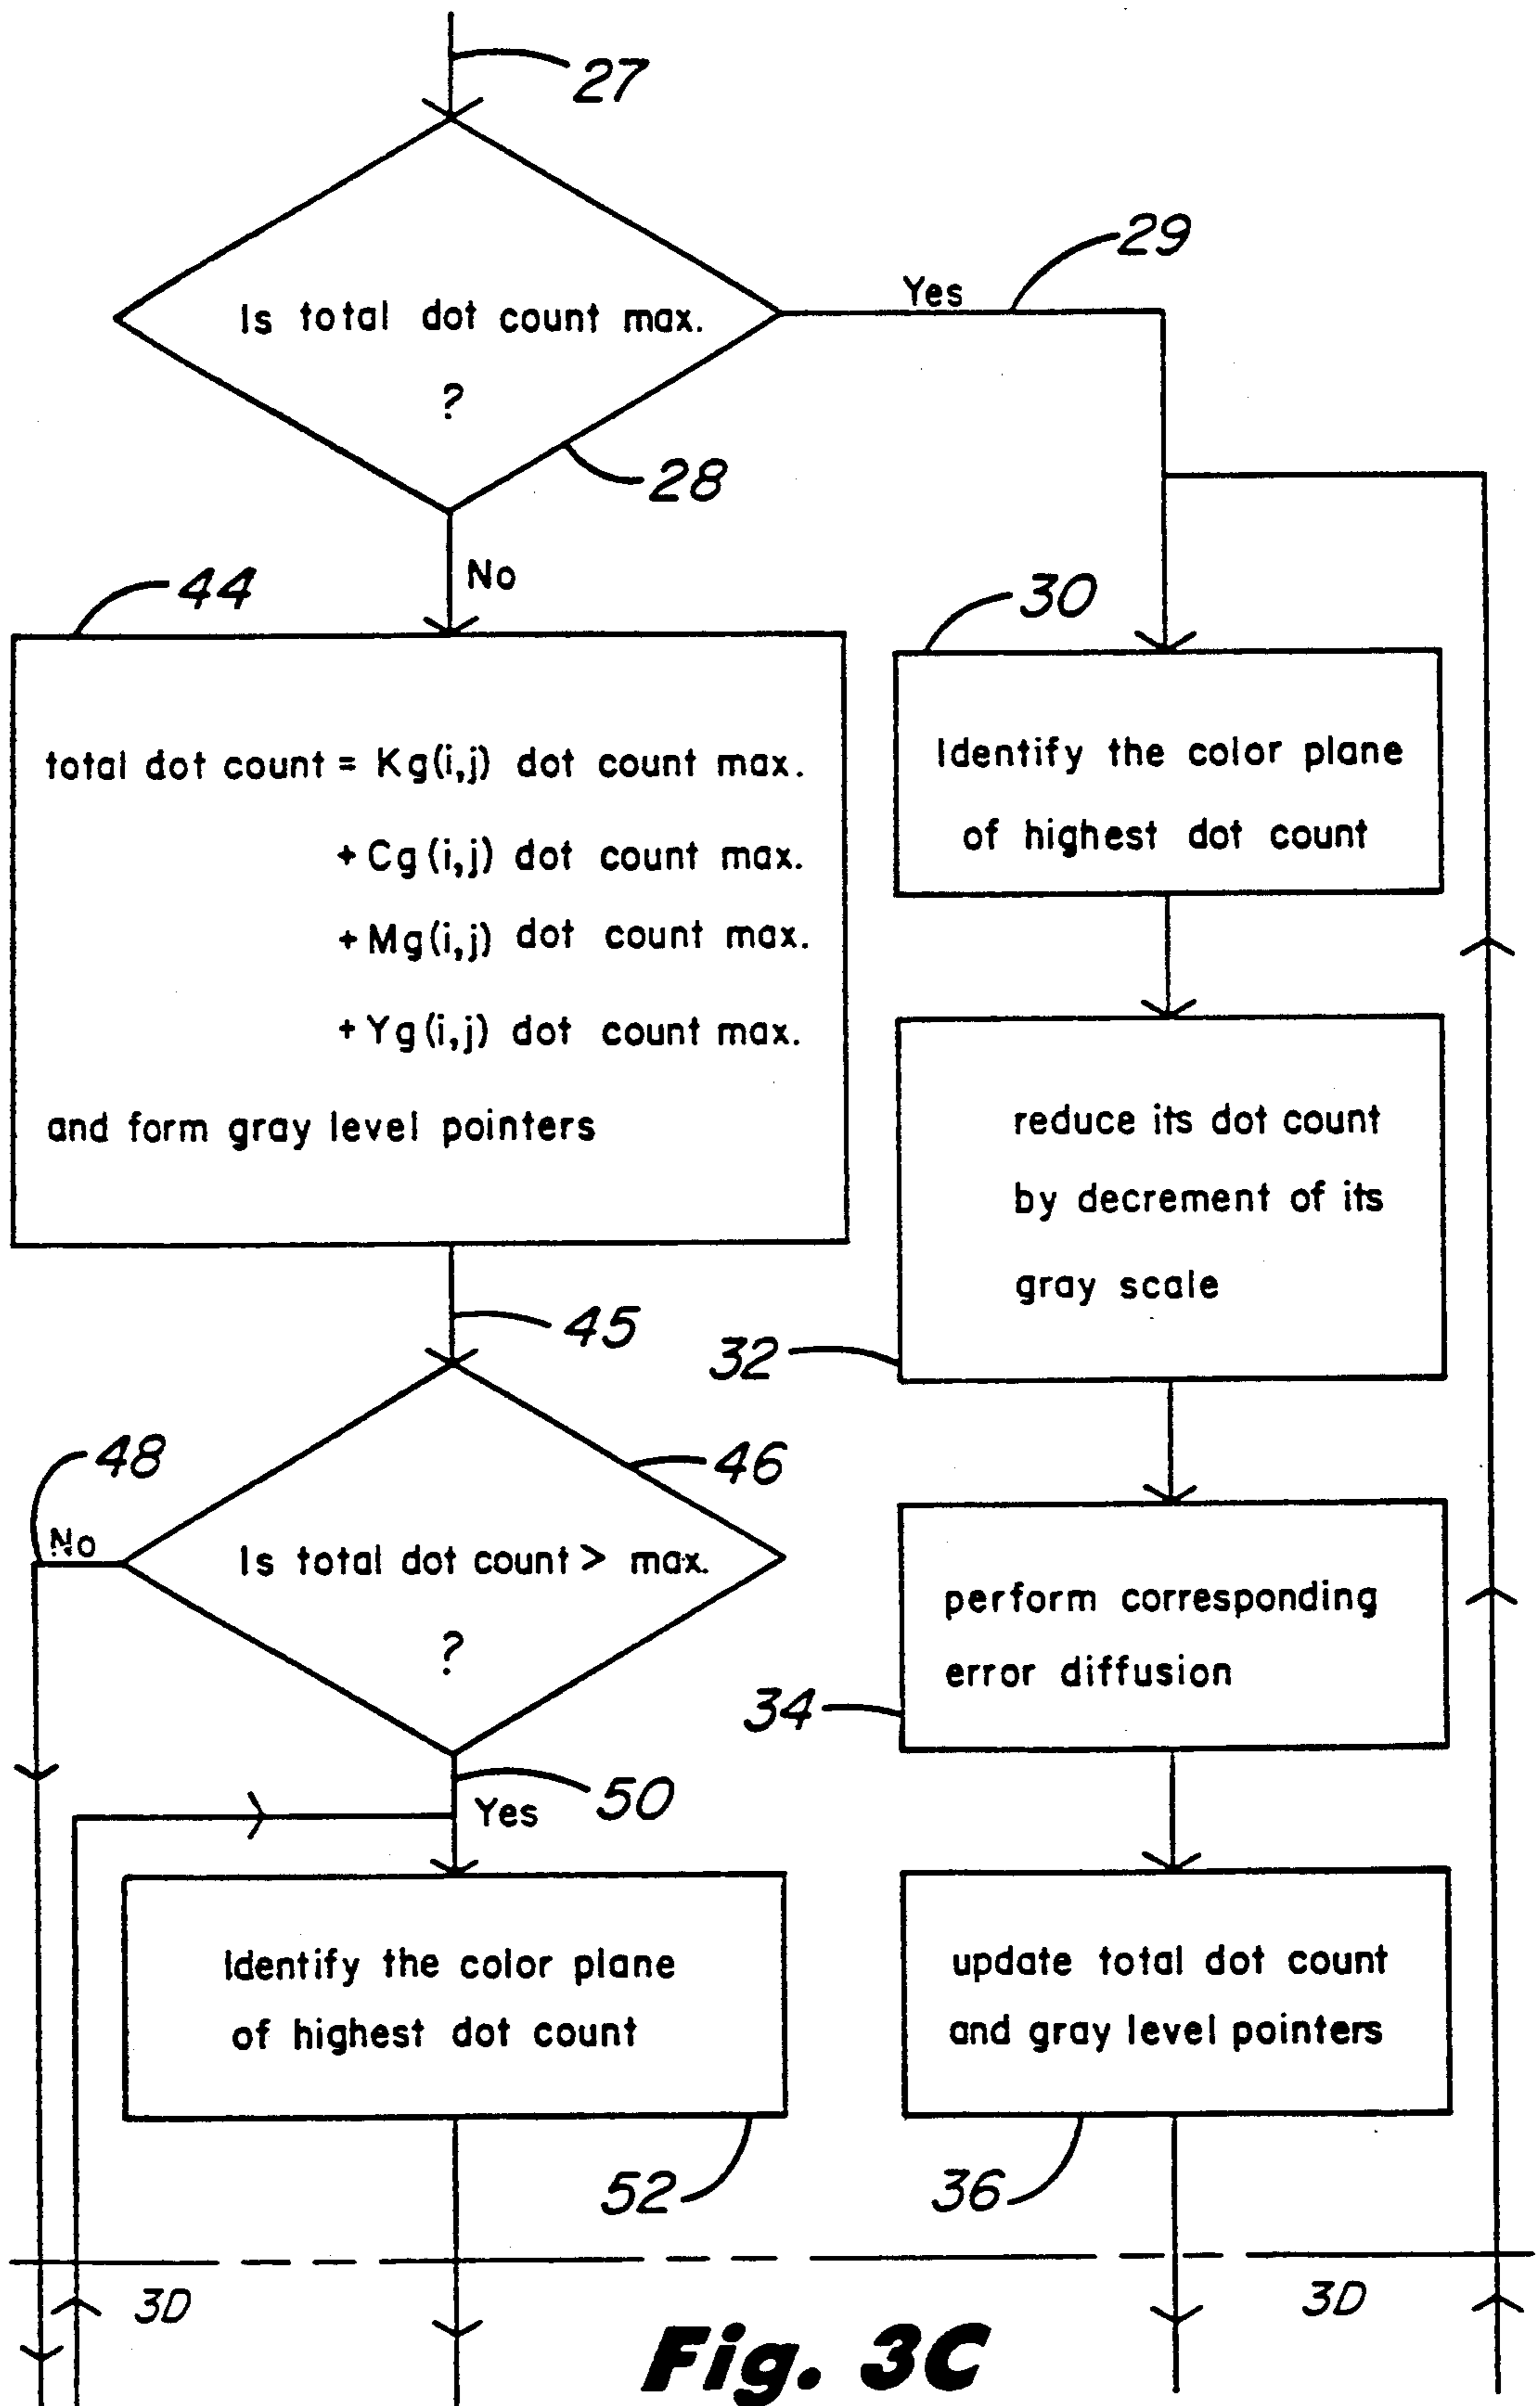 27
Is total dot count max.
?
28
Yes
29
No
44
total dot count = Kg(i,j) dot count max.
+ Cg(i,j) dot count max.
+ Mg(i,j) dot count max.
+ Yg(i,j) dot count max.
and form gray level pointers
30
Identify the color plane
of highest dot count
reduce its dot count
by decrement of its
gray scale
32
45
46
48
No
Is total dot count > max.
?
perform corresponding
error diffusion
34
50
Yes
Identify the color plane
of highest dot count
52
update total dot count
and gray level pointers
36
3D
3D
Fig. 3C